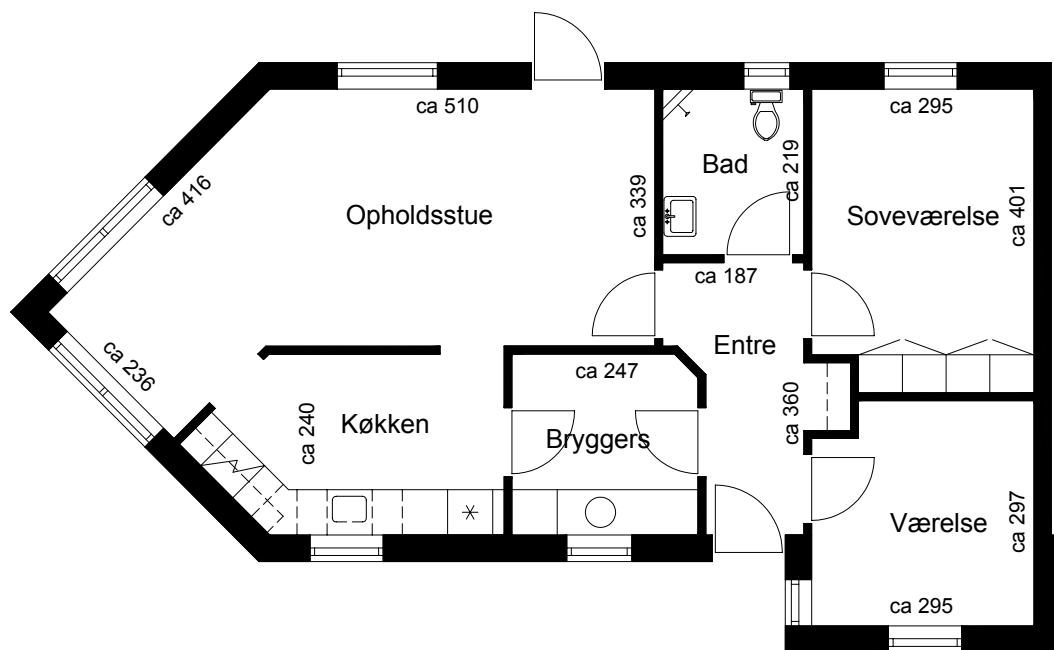 ca 510
ca 295
ca 416
Opholdsstue
ca 339
Bad
ca 219
Soveværelse
ca 401
ca 187
ca 236
Entre
ca 247
ca 240
Køkken
Bryggers
ca 360
Værelse
ca 297
ca 295